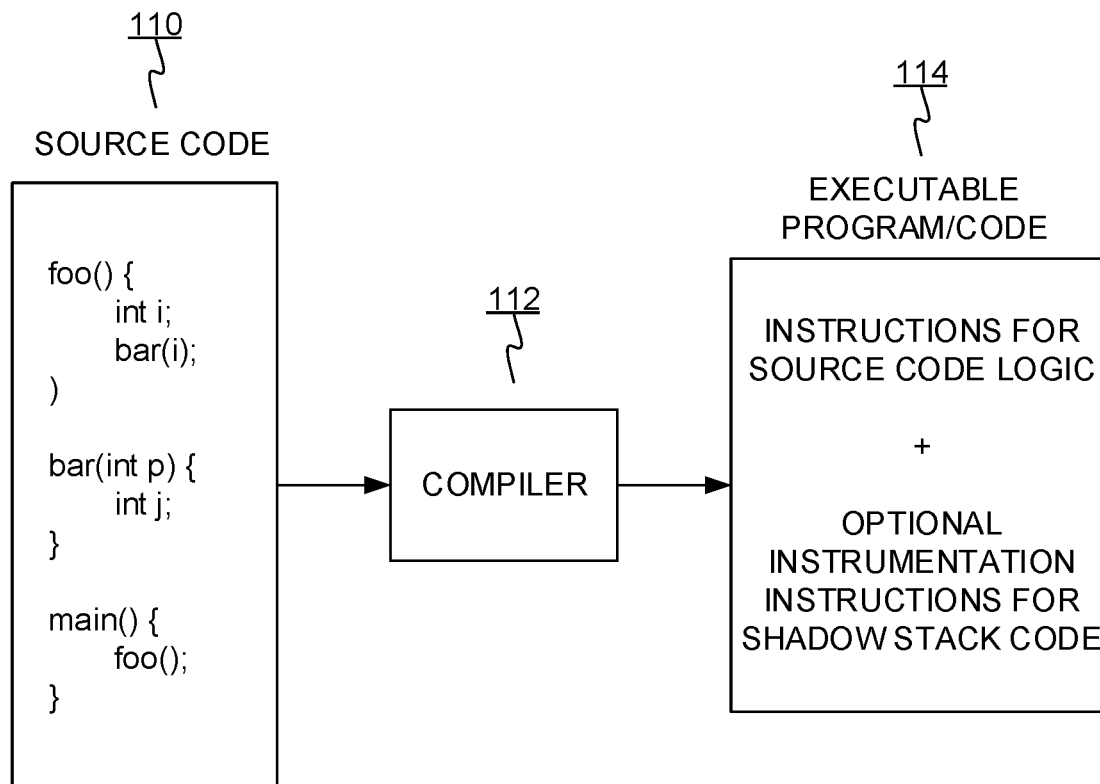 110
SOURCE CODE
foo() {
int i;
bar(i);
)
bar(int p) {
int j;
}
main() {
foo();
}
112
COMPILER
114
EXECUTABLE
PROGRAM/CODE
INSTRUCTIONS FOR
SOURCE CODE LOGIC
+
OPTIONAL
INSTRUMENTATION
INSTRUCTIONS FOR
SHADOW STACK CODE